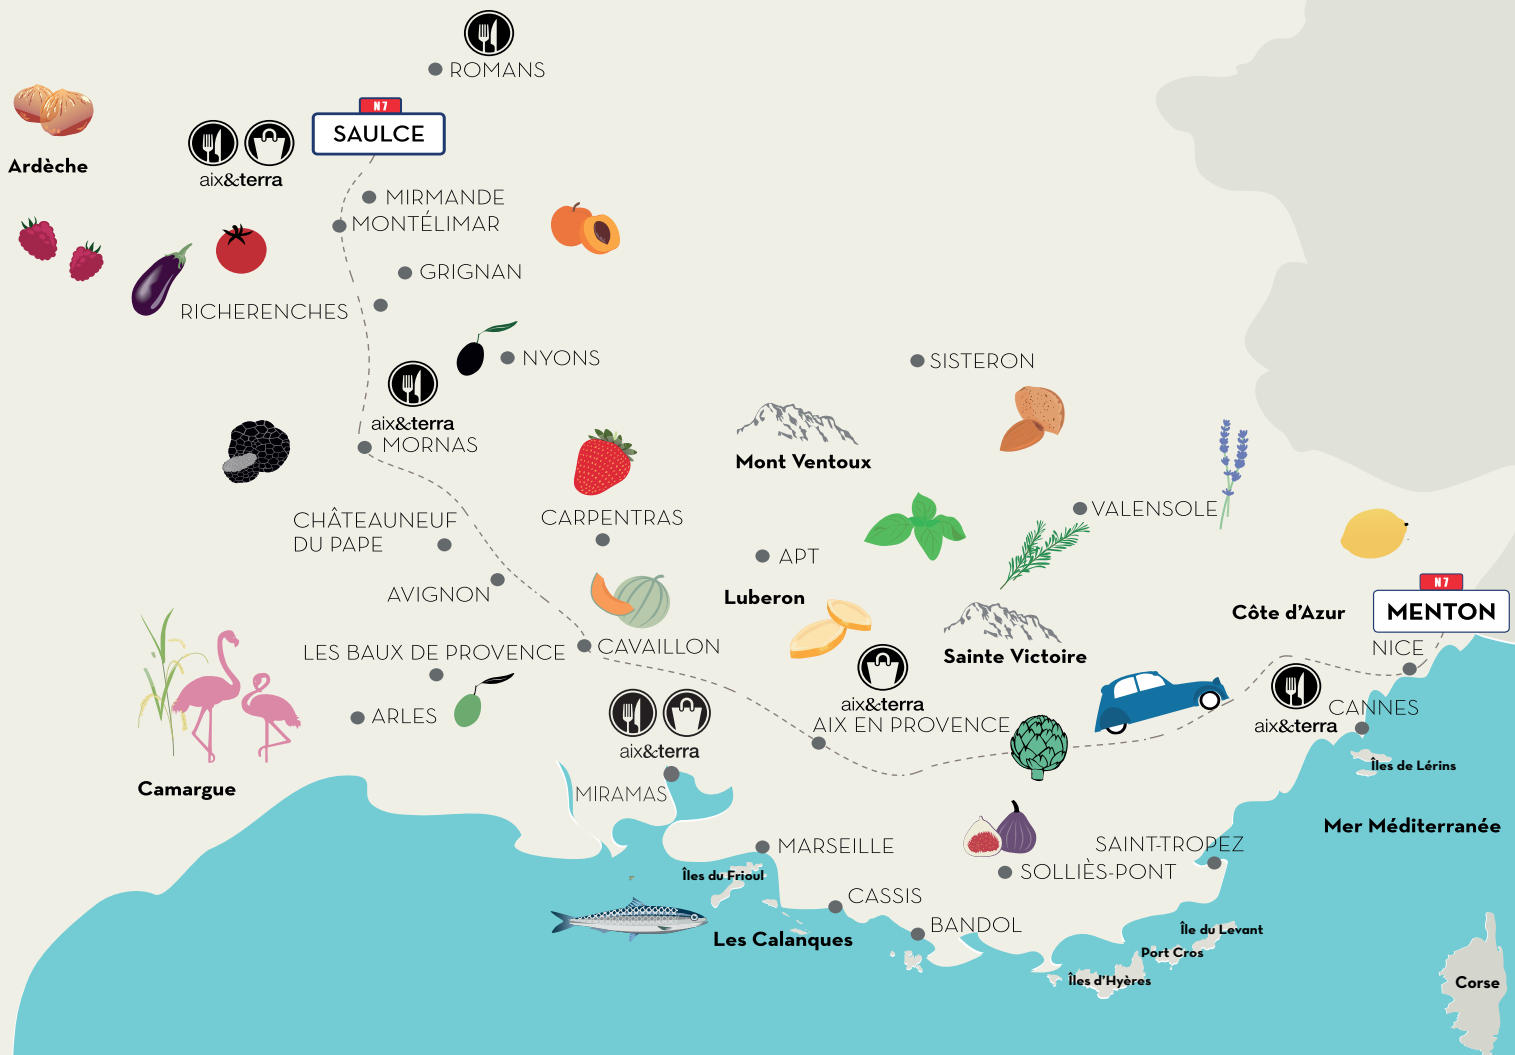 ROMANS
N7
SAULCE
Ardèche
aix&terra
MIRMANDE
MONTÉLIMAR
GRIGNAN
RICHERENCHES
NYONS
SISTERON
aix&terra
MORNAS
Mont Ventoux
VALENSOLE
CHÂTEAUNEUF
DU PAPE
CARPENTRAS
APT
AVIGNON
Luberon
N7
MENTON
Côte d'Azur
LES BAUX DE PROVENCE
CAVAILLON
Sainte Victoire
NICE
ARLES
aix&terra
AIX EN PROVENCE
aix&terra
CANNES
aix&terra
Îles de Lérins
Camargue
MIRAMAS
Mer Méditerranée
MARSEILLE
SAINT-TROPEZ
Îles du Frioul
SOLLIÈS-PONT
CASSIS
BANDOL
Les Calanques
Île du Levant
Port Cros
Îles d'Hyères
Corse